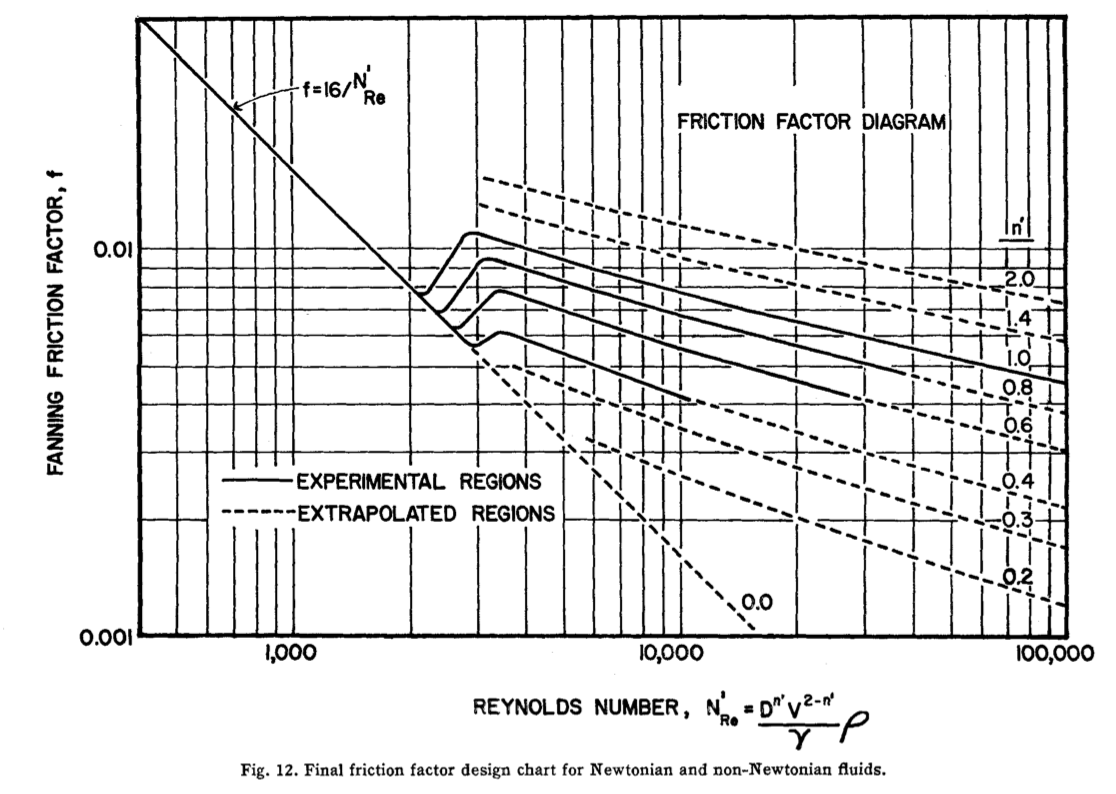 f=16/N'Re
FRICTION FACTOR DIAGRAM
FANNING FRICTION FACTOR, f
0.01
0.001
n'
2.0
1.4
1.0
0.8
0.6
0.4
0.3
0.2
0.0
EXPERIMENTAL REGIONS
EXTRAPOLATED REGIONS
1,000
10,000
100,000
REYNOLDS NUMBER, N'Re = D^n' V^2-n' / γ ρ
Fig. 12. Final friction factor design chart for Newtonian and non-Newtonian fluids.